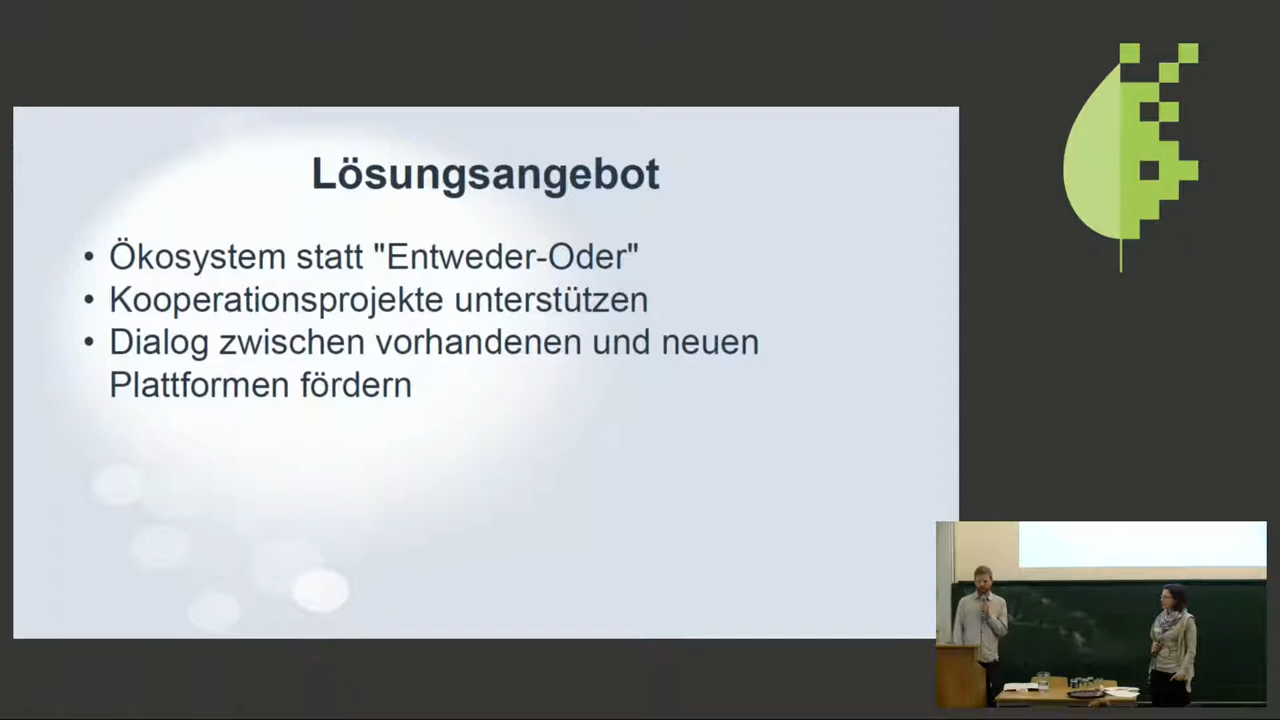 Lösungsangebot
• Ökosystem statt "Entweder-Oder"
• Kooperationsprojekte unterstützen
• Dialog zwischen vorhandenen und neuen
Plattformen fördern